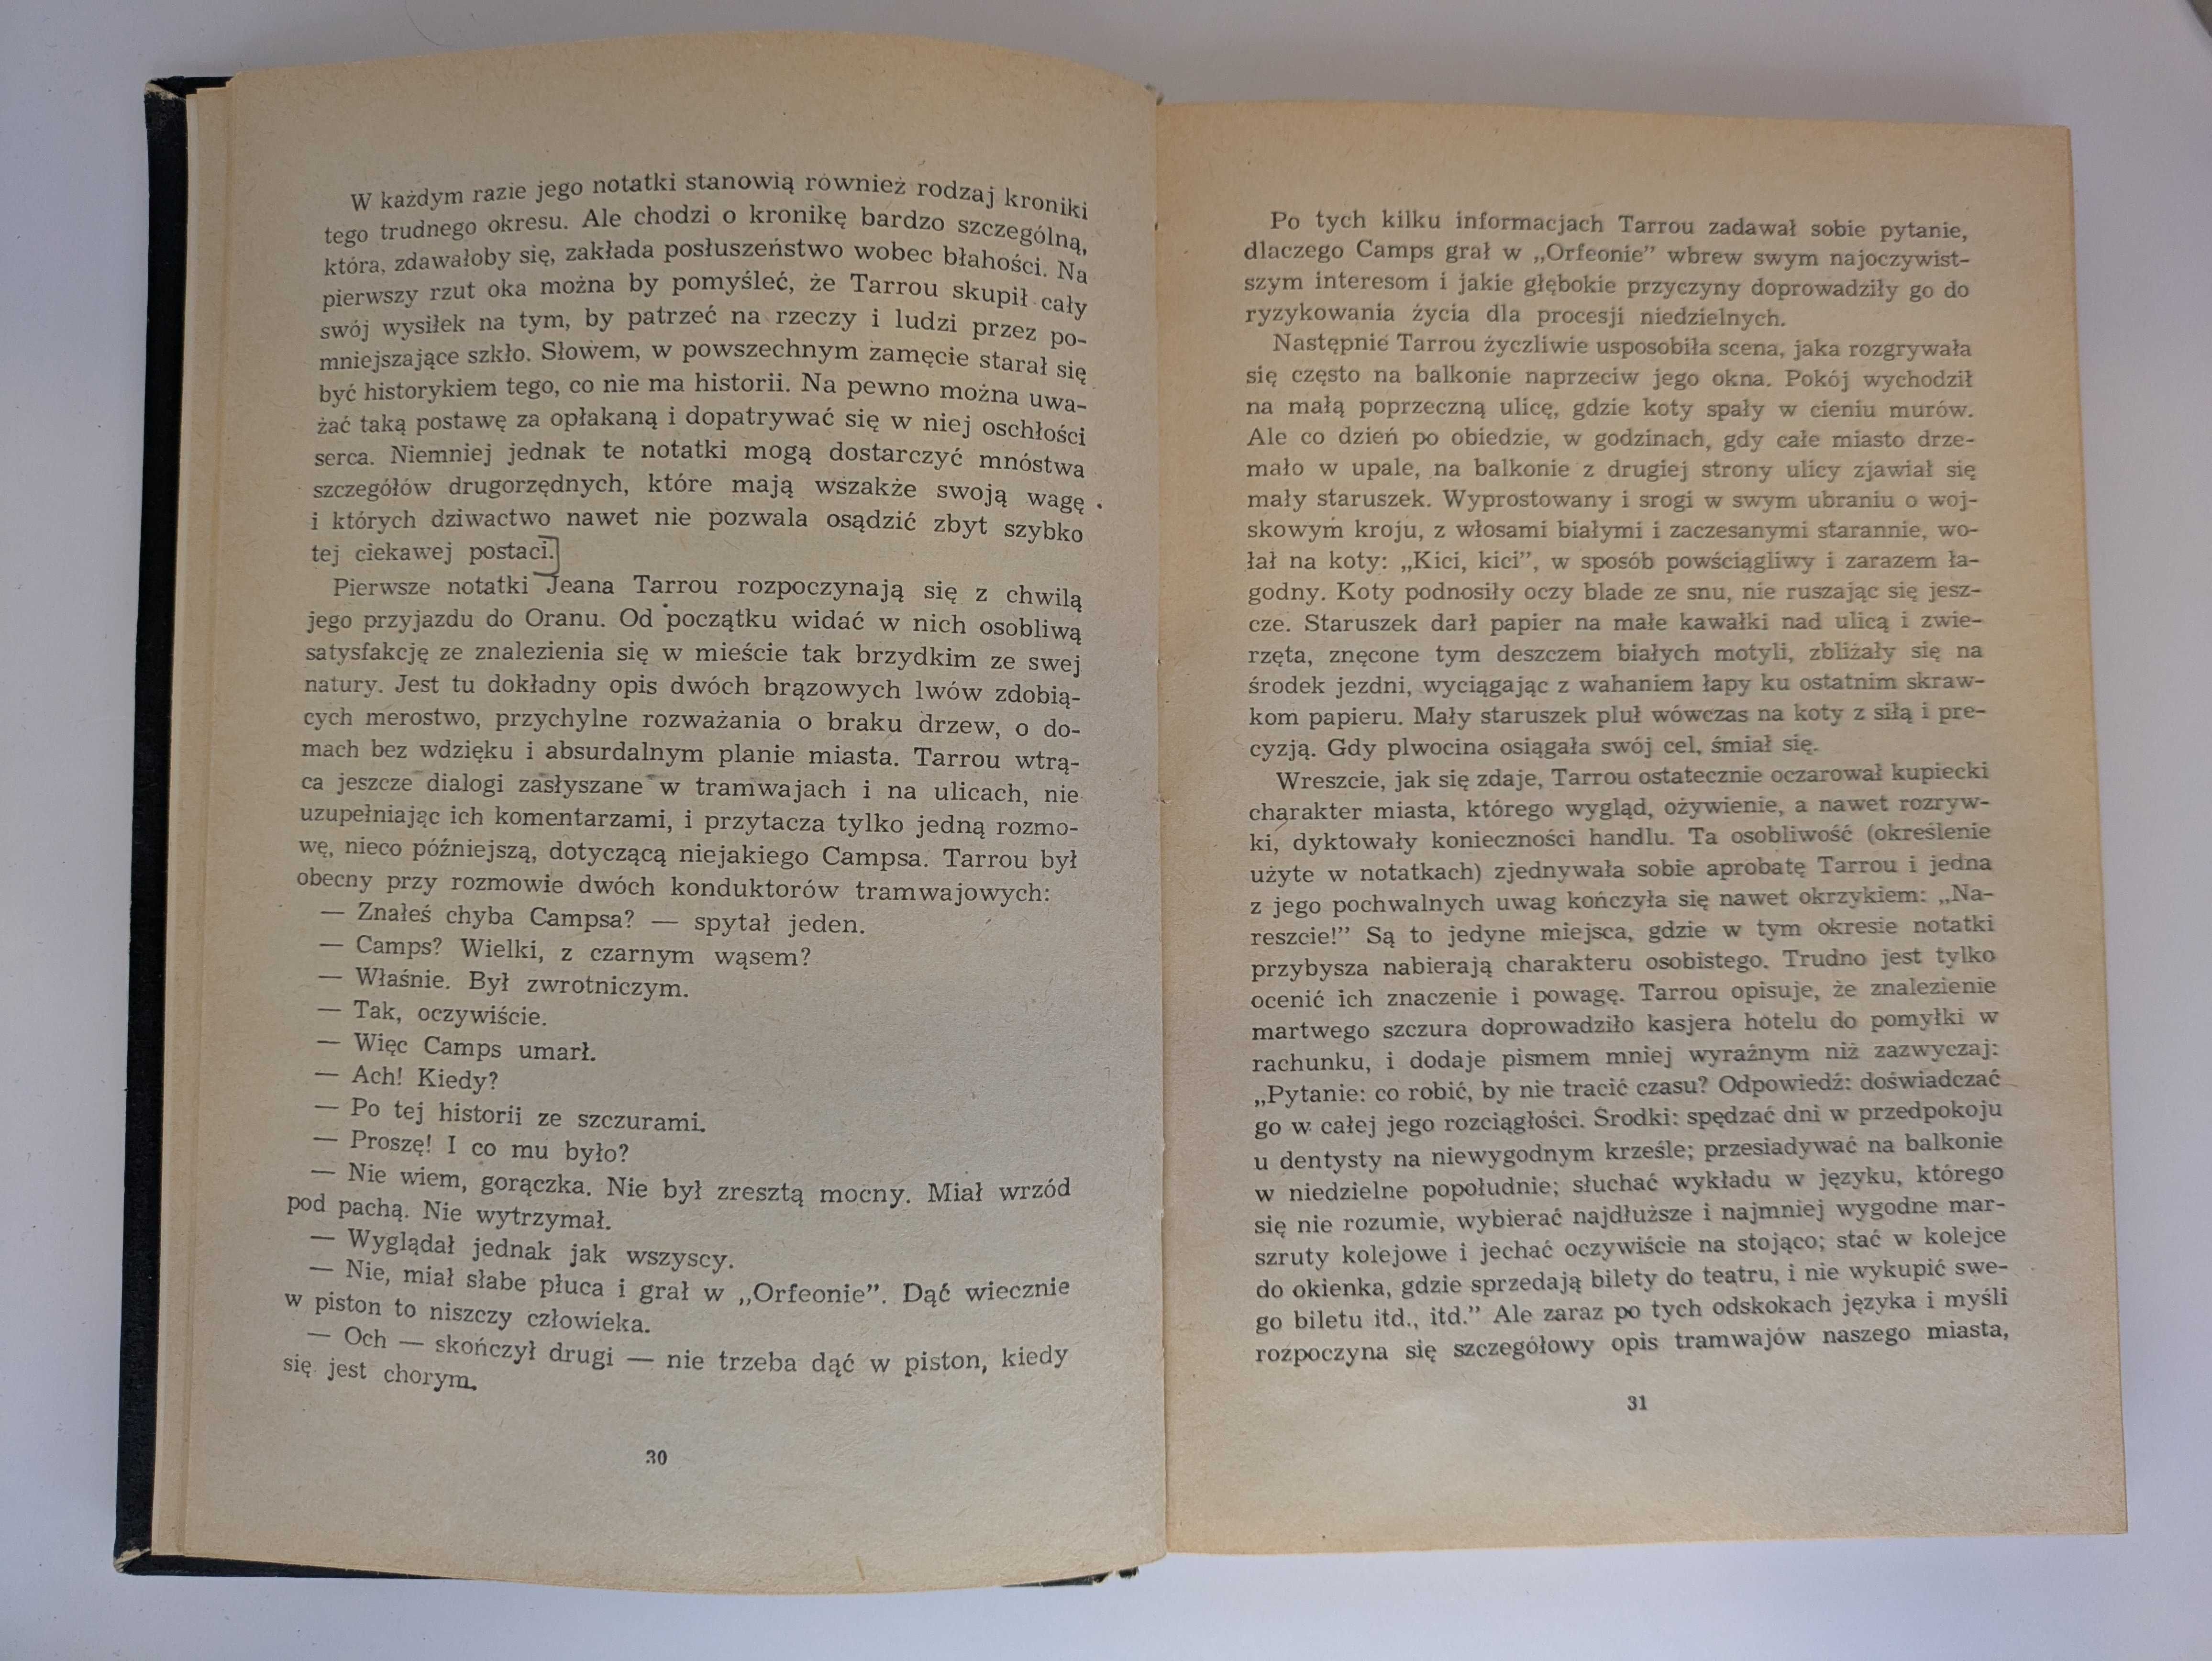 W każdym razie jego notatki stanowią również rodzaj kroniki
tego trudnego okresu. Ale chodzi o kronikę bardzo szczególną,
która, zdawałoby się, zakłada posłuszeństwo wobec błahości. Na
pierwszy rzut oka można by pomyśleć, że Tarrou skupił cały
swój wysiłek na tym, by patrzeć na rzeczy i ludzi przez po-
mniejszające szkło. Słowem, w powszechnym zamęcie starał się
być historykiem tego, co nie ma historii. Na pewno można uwa-
żać taką postawę za opłakaną i dopatrywać się w niej oschłości
serca. Niemniej jednak te notatki mogą dostarczyć mnóstwa
szczegółów drugorzędnych, które mają wszakże swoją wagę
i których dziwactwo nawet nie pozwala osądzić zbyt szybko
tej ciekawej postaci.
Pierwsze notatki Jeana Tarrou rozpoczynają się z chwilą
jego przyjazdu do Oranu. Od początku widać w nich osobliwą
satysfakcję ze znalezienia się w mieście tak brzydkim ze swej
natury. Jest tu dokładny opis dwóch brązowych lwów zdobią-
cych merostwo, przychylne rozważania o braku drzew, o do-
mach bez wdzięku i absurdalnym planie miasta. Tarrou wtrą-
ca jeszcze dialogi zasłyszane w tramwajach i na ulicach, nie
uzupełniając ich komentarzami, i przytacza tylko jedną rozmo-
wę, nieco późniejszą, dotyczącą niejakiego Campsa. Tarrou był
obecny przy rozmowie dwóch konduktorów tramwajowych:
— Znałeś chyba Campsa? — spytał jeden.
— Camps? Wielki, z czarnym wąsem?
— Właśnie. Był zwrotniczym.
— Tak, oczywiście.
— Więc Camps umarł.
— Ach! Kiedy?
— Po tej historii ze szczurami.
— Proszę! I co mu było?
— Nie wiem, gorączka. Nie był zresztą mocny. Miał wrzód
pod pachą. Nie wytrzymał.
— Wyglądał jednak jak wszyscy.
— Nie, miał słabe płuca i grał w „Orfeonie”. Dąć wiecznie
w piston to niszczy człowieka.
— Och — skończył drugi — nie trzeba dąć w piston, kiedy
się jest chorym.
30
Po tych kilku informacjach Tarrou zadawał sobie pytanie,
dlaczego Camps grał w „Orfeonie” wbrew swym najoczywist-
szym interesom i jakie głębokie przyczyny doprowadziły go do
ryzykowania życia dla procesji niedzielnych.
Następnie Tarrou życzliwie usposobiła scena, jaka rozgrywała
się często na balkonie naprzeciw jego okna. Pokój wychodził
na małą poprzeczną ulicę, gdzie koty spały w cieniu murów.
Ale co dzień po obiedzie, w godzinach, gdy całe miasto drze-
mało w upale, na balkonie z drugiej strony ulicy zjawiał się
mały staruszek. Wyprostowany i srogi w swym ubraniu o woj-
skowym kroju, z włosami białymi i zaczesanymi starannie, wo-
łał na koty: „Kici, kici”, w sposób powściągliwy i zarazem ła-
godny. Koty podnosiły oczy blade ze snu, nie ruszając się jesz-
cze. Staruszek darł papier na małe kawałki nad ulicą i zwie-
rzęta, znęcone tym deszczem białych motyli, zbliżały się na
środek jezdni, wyciągając z wahaniem łapy ku ostatnim skraw-
kom papieru. Mały staruszek pluł wówczas na koty z siłą i pre-
cyzją. Gdy plwocina osiągała swój cel, śmiał się.
Wreszcie, jak się zdaje, Tarrou ostatecznie oczarował kupiecki
charakter miasta, którego wygląd, ożywienie, a nawet rozryw-
ki, dyktowały konieczności handlu. Ta osobliwość (określenie
użyte w notatkach) zjednywała sobie aprobatę Tarrou i jedna
z jego pochwalnych uwag kończyła się nawet okrzykiem: „Na-
reszcie!” Są to jedyne miejsca, gdzie w tym okresie notatki
przybysza nabierają charakteru osobistego. Trudno jest tylko
ocenić ich znaczenie i powagę. Tarrou opisuje, że znalezienie
martwego szczura doprowadziło kasjera hotelu do pomyłki w
rachunku, i dodaje pismem mniej wyraźnym niż zazwyczaj:
„Pytanie: co robić, by nie tracić czasu? Odpowiedź: doświadczać
go w całej jego rozciągłości. Środki: spędzać dni w przedpokoju
u dentysty na niewygodnym krześle; przesiadywać na balkonie
w niedzielne popołudnie; słuchać wykładu w języku, którego
się nie rozumie, wybierać najdłuższe i najmniej wygodne mar-
szruty kolejowe i jechać oczywiście na stojąco; stać w kolejce
do okienka, gdzie sprzedają bilety do teatru, i nie wykupić swe-
go biletu itd., itd.” Ale zaraz po tych odskokach języka i myśli
rozpoczyna się szczegółowy opis tramwajów naszego miasta,
31